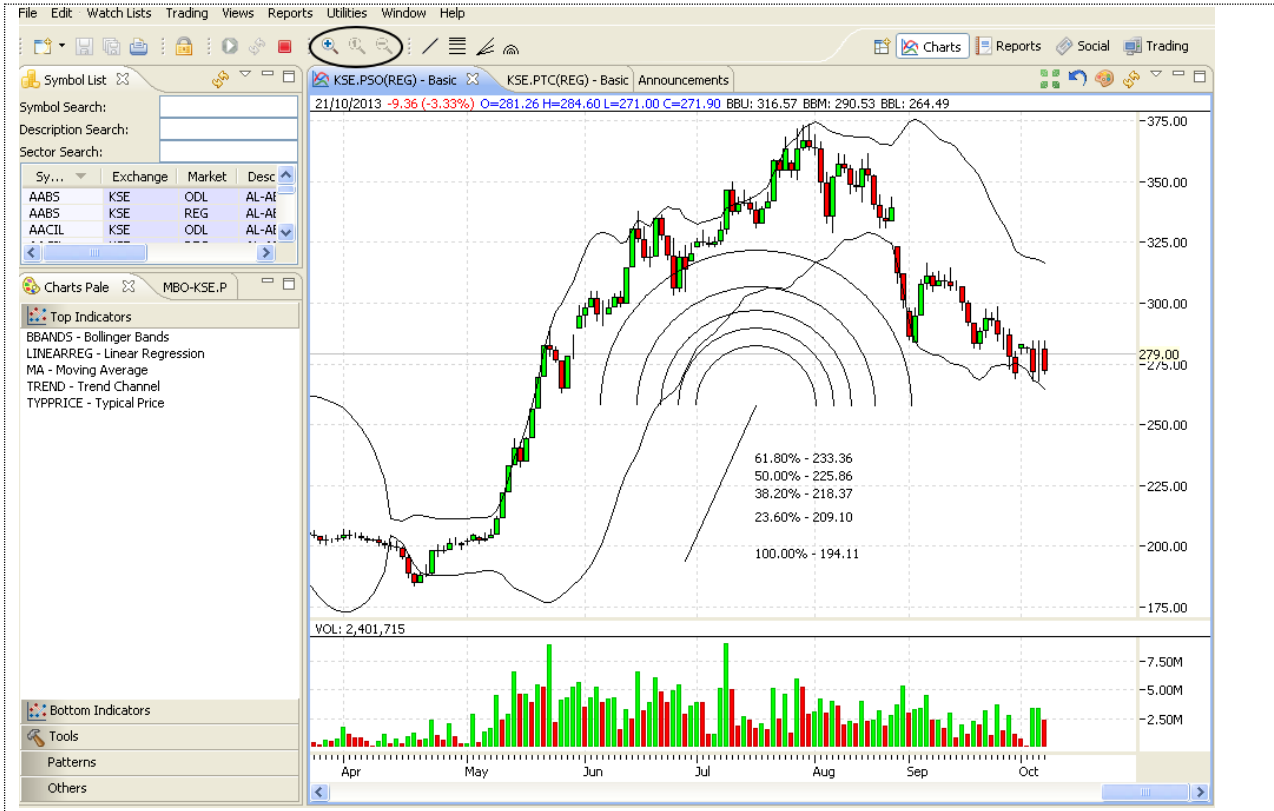 File Edit Watch Lists Trading Views Reports Utilities Window Help
Charts Reports Social Trading
Symbol List
Symbol Search:
Description Search:
Sector Search:
Sy... Exchange Market Desc
AABS KSE ODL AL-AB
AABS KSE REG AL-AB
AACIL KSE ODL AL-AB
Charts Pale MBO-KSE.P
Top Indicators
BBANDS - Bollinger Bands
LINEARREG - Linear Regression
MA - Moving Average
TREND - Trend Channel
TYPPRICE - Typical Price
Bottom Indicators
Tools
Patterns
Others
KSE.PSO(REG) - Basic KSE.PTC(REG) - Basic Announcements
21/10/2013 -9.36 (-3.33%) O=281.26 H=284.60 L=271.00 C=271.90 BBU: 316.57 BBM: 290.53 BBL: 264.49
375.00
350.00
325.00
300.00
279.00
275.00
250.00
225.00
200.00
175.00
61.80% - 233.36
50.00% - 225.86
38.20% - 218.37
23.60% - 209.10
100.00% - 194.11
VOL: 2,401,715
7.50M
5.00M
2.50M
Apr May Jun Jul Aug Sep Oct